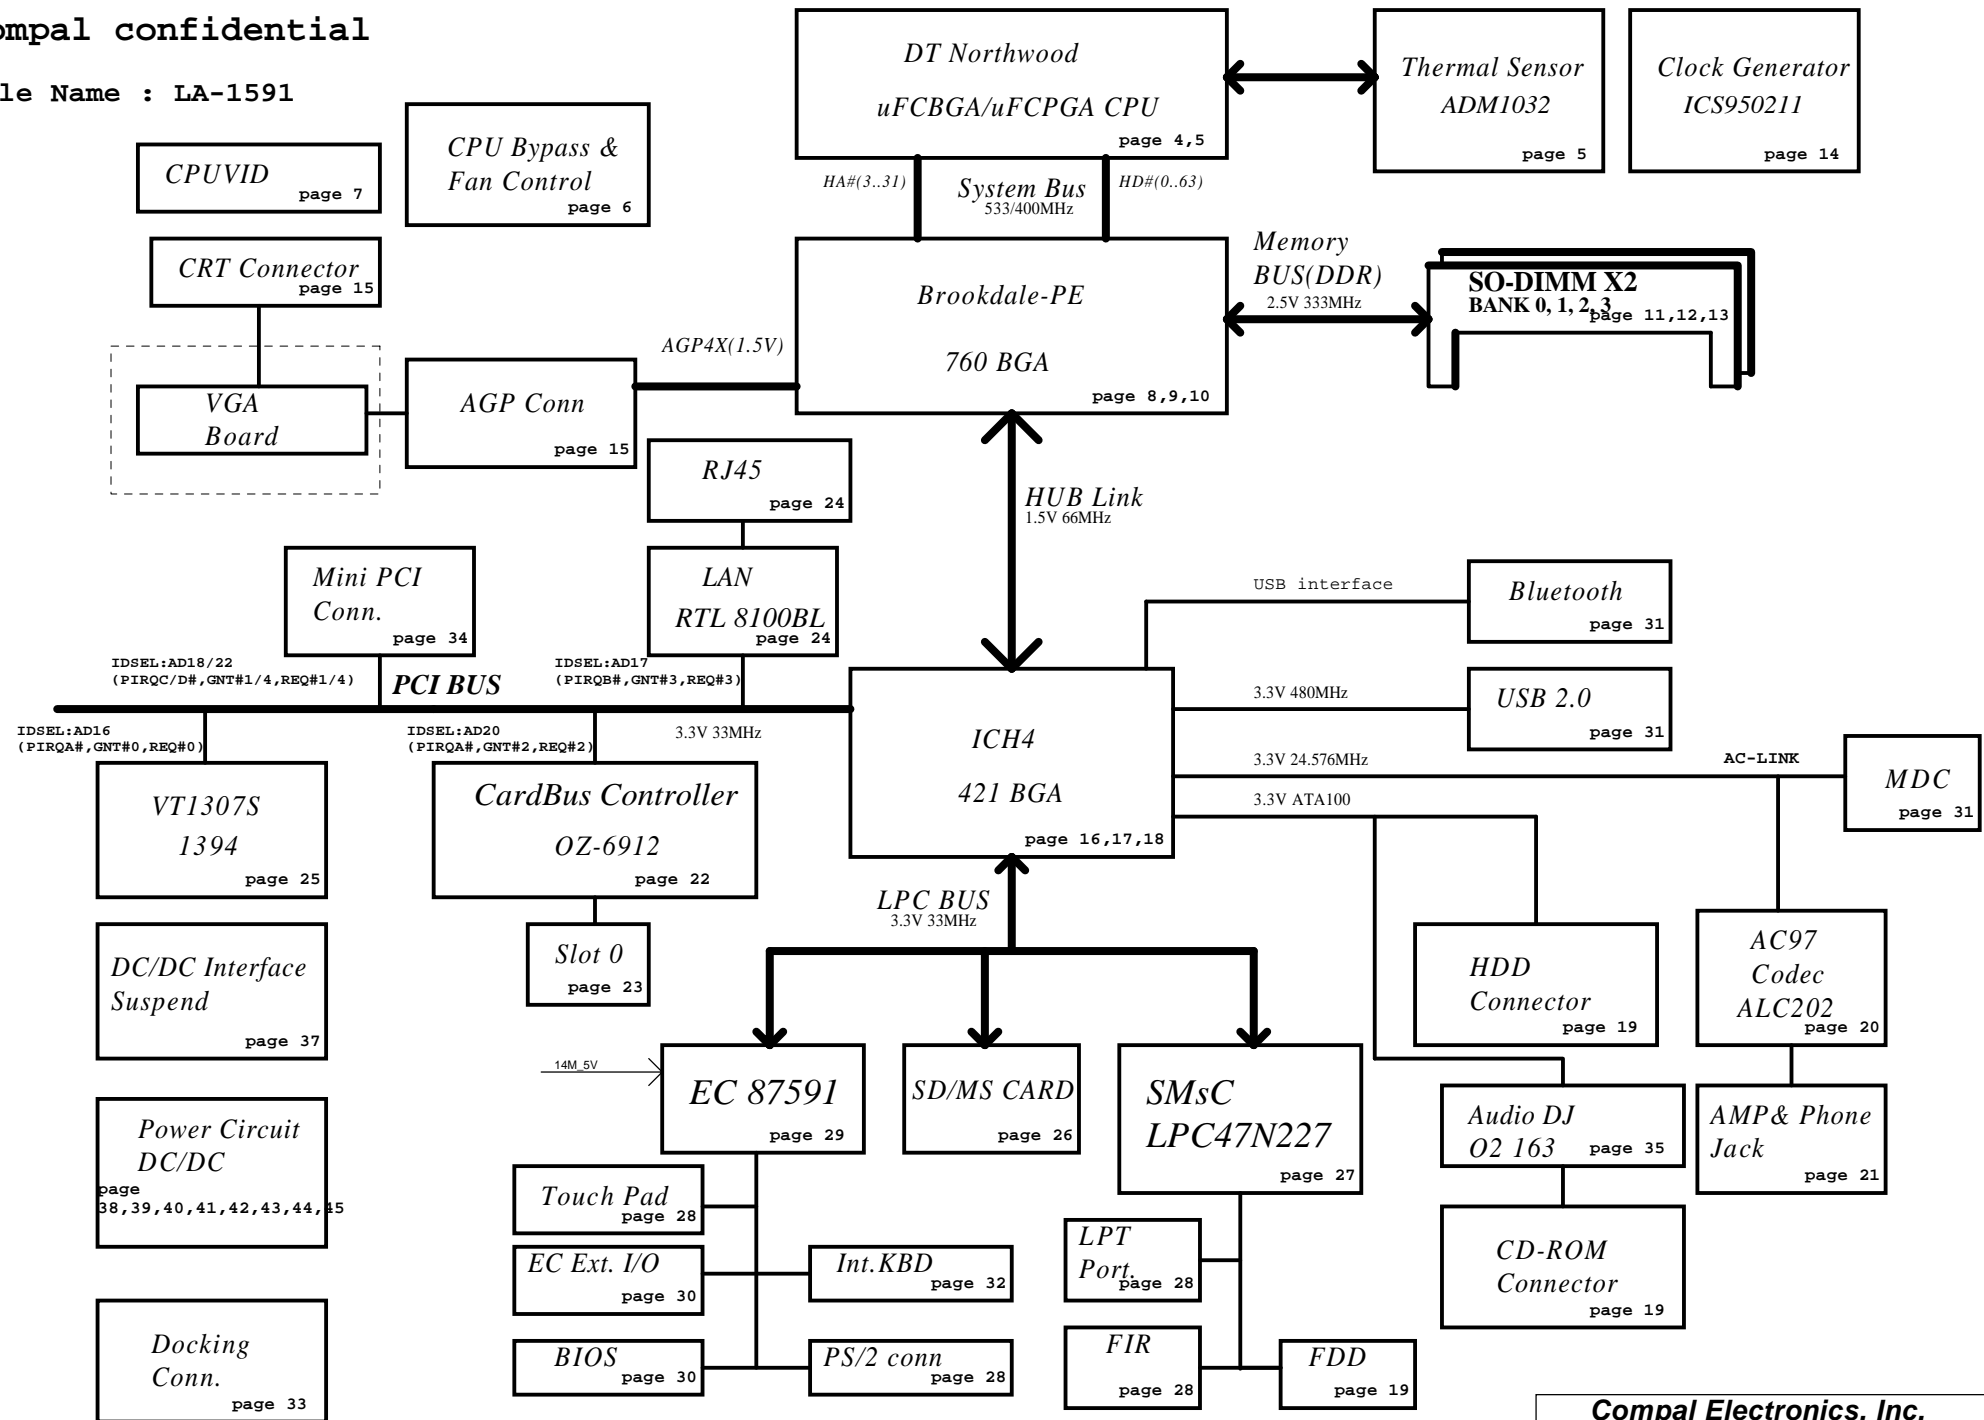 ompal confidential
le Name : LA-1591
DT Northwood
uFCBGA/uFCPGA CPU
page 4,5
Thermal Sensor
ADM1032
page 5
Clock Generator
ICS950211
page 14
CPUVID
page 7
CPU Bypass &
Fan Control
page 6
HA#(3..31)
System Bus
533/400MHz
HD#(0..63)
CRT Connector
page 15
Brookdale-PE
760 BGA
page 8,9,10
Memory
BUS(DDR)
2.5V 333MHz
SO-DIMM X2
BANK 0, 1, 2, 3
page 11,12,13
AGP4X(1.5V)
VGA
Board
AGP Conn
page 15
RJ45
page 24
HUB Link
1.5V 66MHz
Mini PCI
Conn.
page 34
LAN
RTL 8100BL
page 24
USB interface
Bluetooth
page 31
IDSEL:AD18/22
(PIRQC/D#,GNT#1/4,REQ#1/4)
PCI BUS
IDSEL:AD17
(PIRQB#,GNT#3,REQ#3)
IDSEL:AD16
(PIRQA#,GNT#0,REQ#0)
IDSEL:AD20
(PIRQA#,GNT#2,REQ#2)
3.3V 33MHz
ICH4
421 BGA
page 16,17,18
3.3V 480MHz
USB 2.0
page 31
3.3V 24.576MHz
AC-LINK
MDC
page 31
3.3V ATA100
VT1307S
1394
page 25
CardBus Controller
OZ-6912
page 22
LPC BUS
3.3V 33MHz
DC/DC Interface
Suspend
page 37
Slot 0
page 23
HDD
Connector
page 19
AC97
Codec
ALC202
page 20
14M_5V
EC 87591
page 29
SD/MS CARD
page 26
SMsC
LPC47N227
page 27
Audio DJ
O2 163
page 35
AMP& Phone
Jack
page 21
Power Circuit
DC/DC
page
38,39,40,41,42,43,44,45
Touch Pad
page 28
EC Ext. I/O
page 30
Int.KBD
page 32
LPT
Port.
page 28
CD-ROM
Connector
page 19
Docking
Conn.
page 33
BIOS
page 30
PS/2 conn
page 28
FIR
page 28
FDD
page 19
Compal Electronics, Inc.